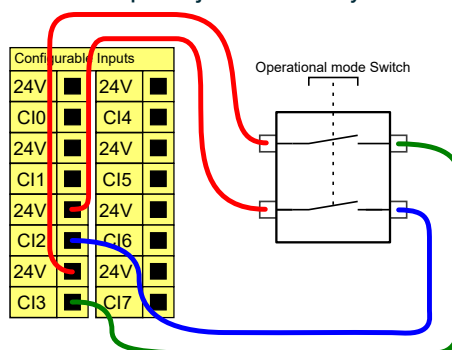 Configurable Inputs
Operational mode Switch
24V 24V
CI0 CI4
24V 24V
CI1 CI5
24V 24V
CI2 CI6
24V 24V
CI3 CI7